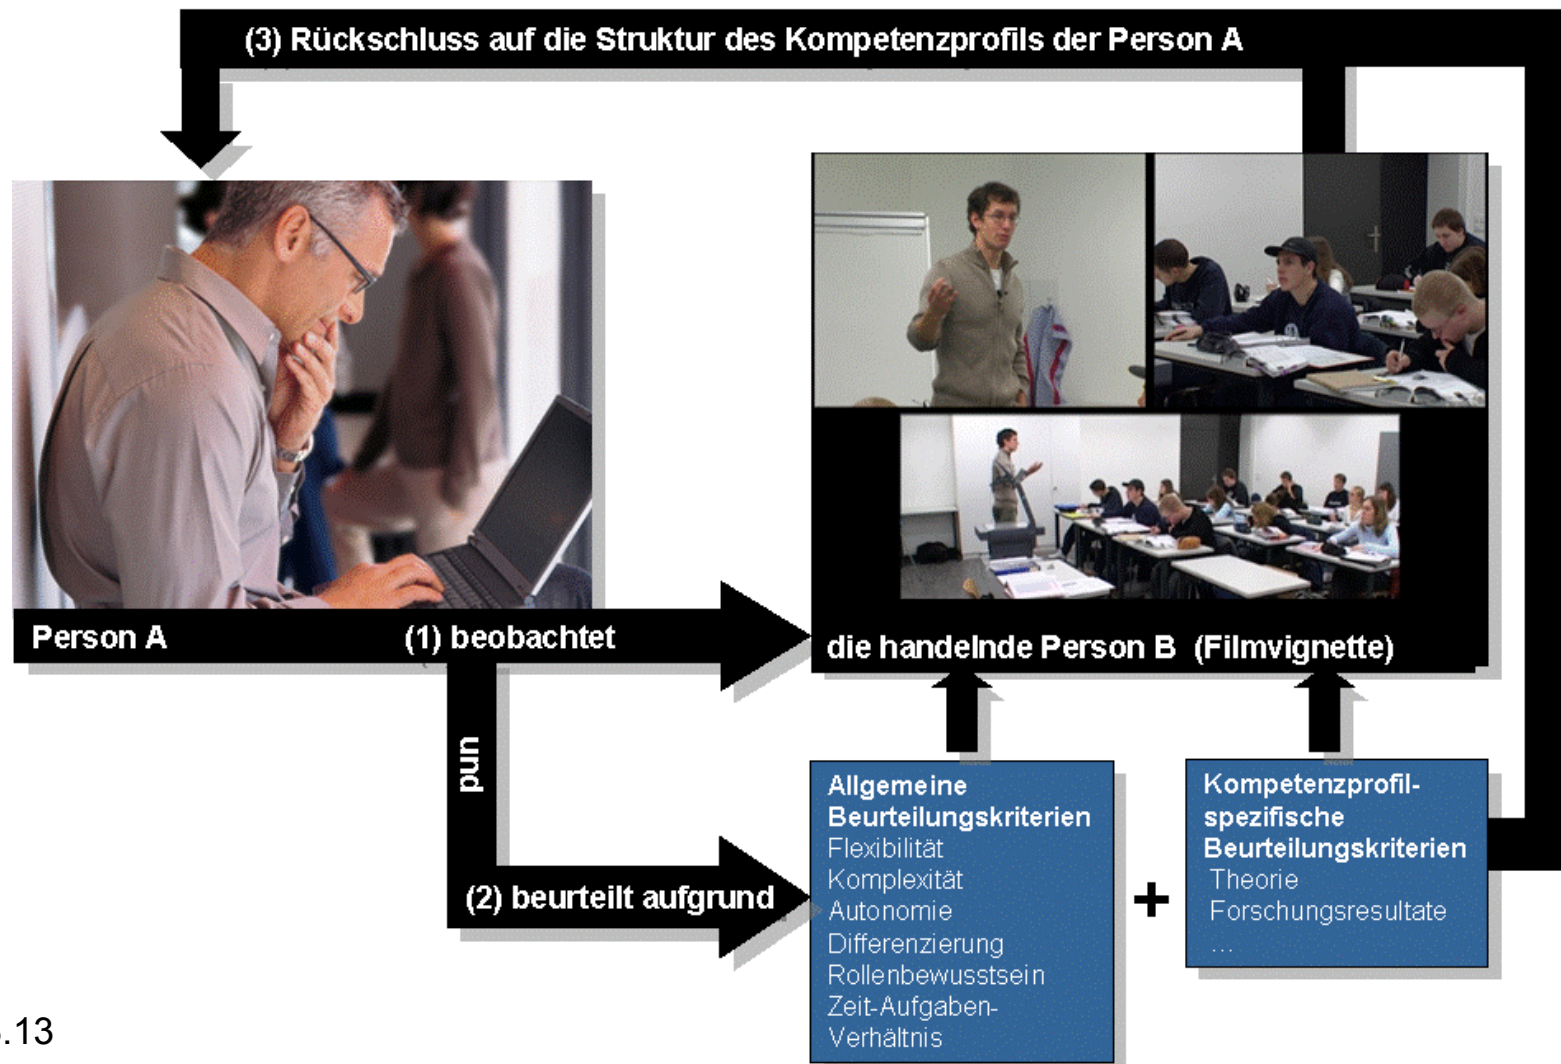 (3) Rückschluss auf die Struktur des Kompetenzprofils der Person A
Person A (1) beobachtet
die handelnde Person B (Filmvignette)
und
(2) beurteilt aufgrund
Allgemeine
Beurteilungskriterien
Flexibilität
Komplexität
Autonomie
Differenzierung
Rollenbewusstsein
Zeit-Aufgaben-
Verhältnis
+
Kompetenzprofil-
spezifische
Beurteilungskriterien
Theorie
Forschungsresultate
...
.13